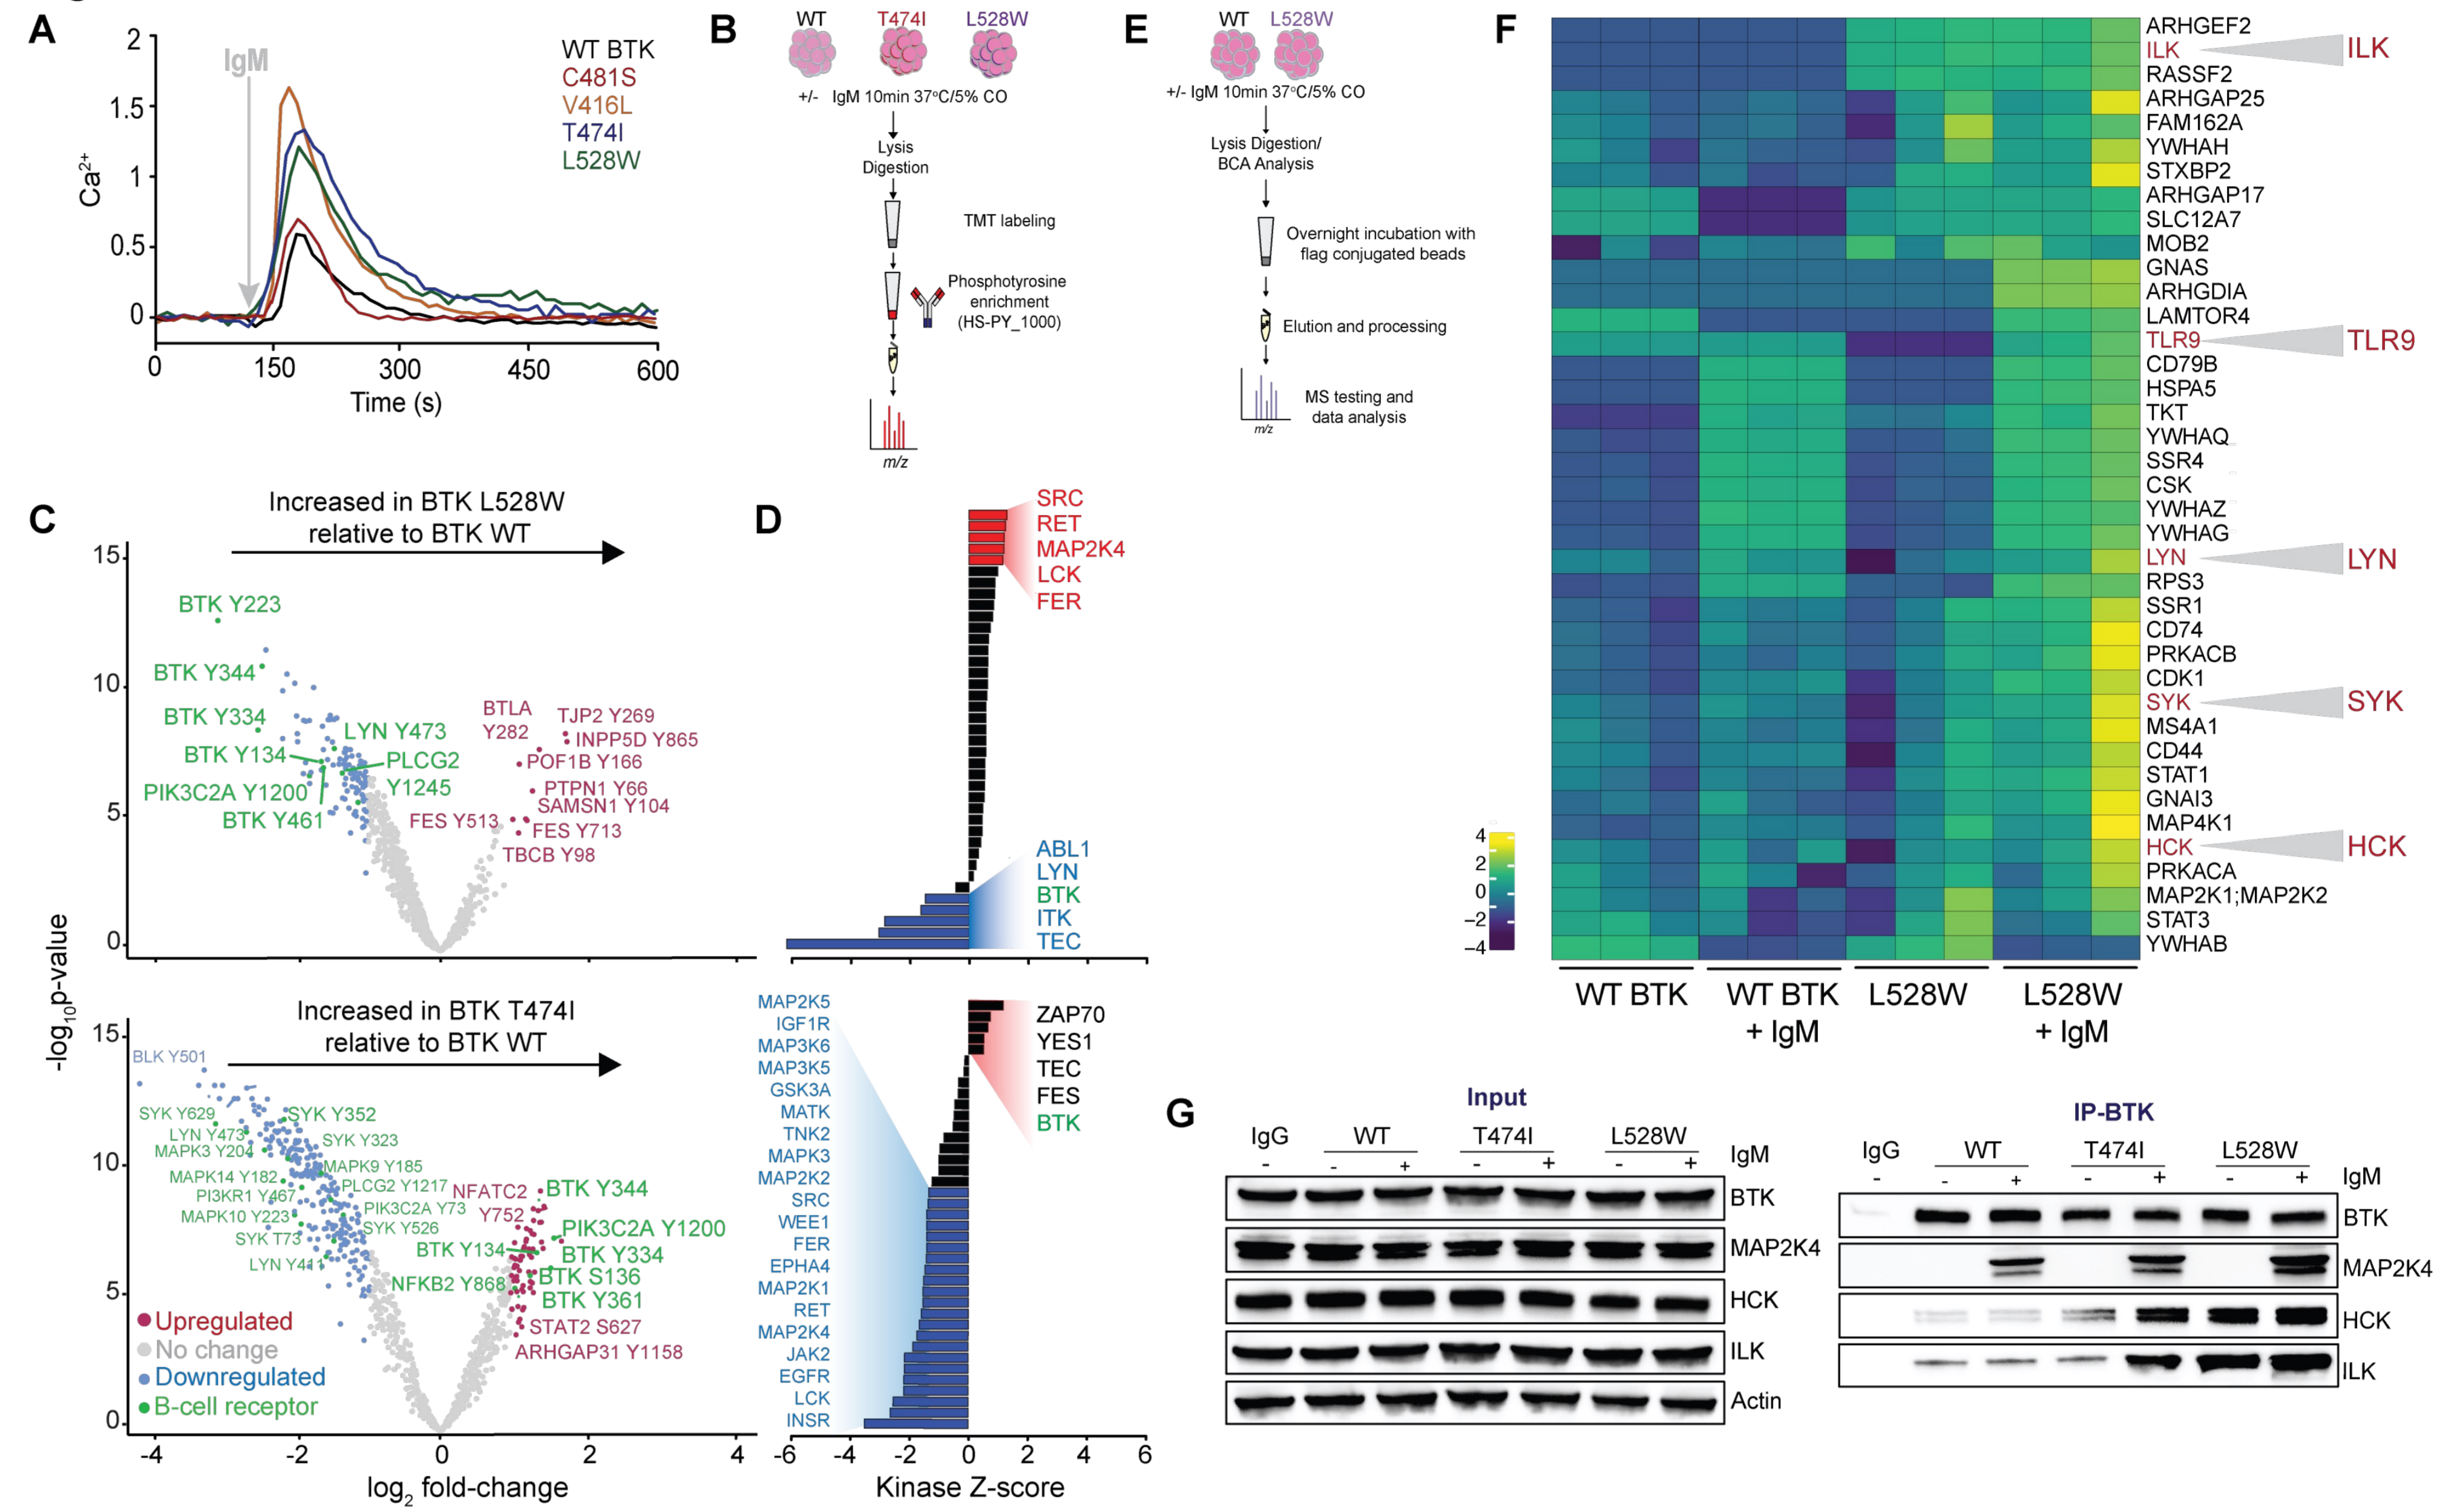 A
2
1.5
1
0.5
0
Ca2+
IgM
WT BTK
C481S
V416L
T474I
L528W
0
150
300
450
600
Time (s)
B
WT
T474I
L528W
+/- IgM 10min 37°C/5% CO
Lysis
Digestion
TMT labeling
Phosphotyrosine
enrichment
(HS-PY_1000)
m/z
E
WT
L528W
+/- IgM 10min 37°C/5% CO
Lysis Digestion/
BCA Analysis
Overnight incubation with
flag conjugated beads
Elution and processing
MS testing and
data analysis
m/z
C
Increased in BTK L528W
relative to BTK WT
15
10
5
0
BTK Y223
BTK Y344
BTK Y334
LYN Y473
BTK Y134
PLCG2
Y1245
PIK3C2A Y1200
BTK Y461
BTLA
Y282
TJP2 Y269
INPP5D Y865
POF1B Y166
PTPN1 Y66
SAMSN1 Y104
FES Y513
FES Y713
TBCB Y98
-log10p-value
Increased in BTK T474I
relative to BTK WT
15
10
5
0
BLK Y501
SYK Y629
SYK Y352
LYN Y473
SYK Y323
MAPK3 Y204
MAPK9 Y185
MAPK14 Y182
PLCG2 Y1217
PI3KR1 Y467
PIK3C2A Y73
MAPK10 Y223
SYK Y526
SYK T73
LYN Y411
NFATC2
Y752
BTK Y344
PIK3C2A Y1200
BTK Y134
BTK Y334
NFKB2 Y868
BTK S136
BTK Y361
STAT2 S627
ARHGAP31 Y1158
Upregulated
No change
Downregulated
B-cell receptor
-4
-2
0
2
4
log2 fold-change
D
SRC
RET
MAP2K4
LCK
FER
ABL1
LYN
BTK
ITK
TEC
MAP2K5
IGF1R
MAP3K6
MAP3K5
GSK3A
MATK
TNK2
MAPK3
MAP2K2
SRC
WEE1
FER
EPHA4
MAP2K1
RET
MAP2K4
JAK2
EGFR
LCK
INSR
ZAP70
YES1
TEC
FES
BTK
-6
-4
-2
0
2
4
6
Kinase Z-score
F
ARHGEF2
ILK
RASSF2
ARHGAP25
FAM162A
YWHAH
STXBP2
ARHGAP17
SLC12A7
MOB2
GNAS
ARHGDIA
LAMTOR4
TLR9
CD79B
HSPA5
TKT
YWHAQ
SSR4
CSK
YWHAZ
YWHAG
LYN
RPS3
SSR1
CD74
PRKACB
CDK1
SYK
MS4A1
CD44
STAT1
GNAI3
MAP4K1
HCK
PRKACA
MAP2K1;MAP2K2
STAT3
YWHAB
ILK
TLR9
LYN
SYK
HCK
4
2
0
−2
−4
WT BTK
WT BTK
+ IgM
L528W
L528W
+ IgM
G
Input
IgG
WT
T474I
L528W
- - + - + - +
IgM
BTK
MAP2K4
HCK
ILK
Actin
IP-BTK
IgG
WT
T474I
L528W
- - + - + - +
IgM
BTK
MAP2K4
HCK
ILK